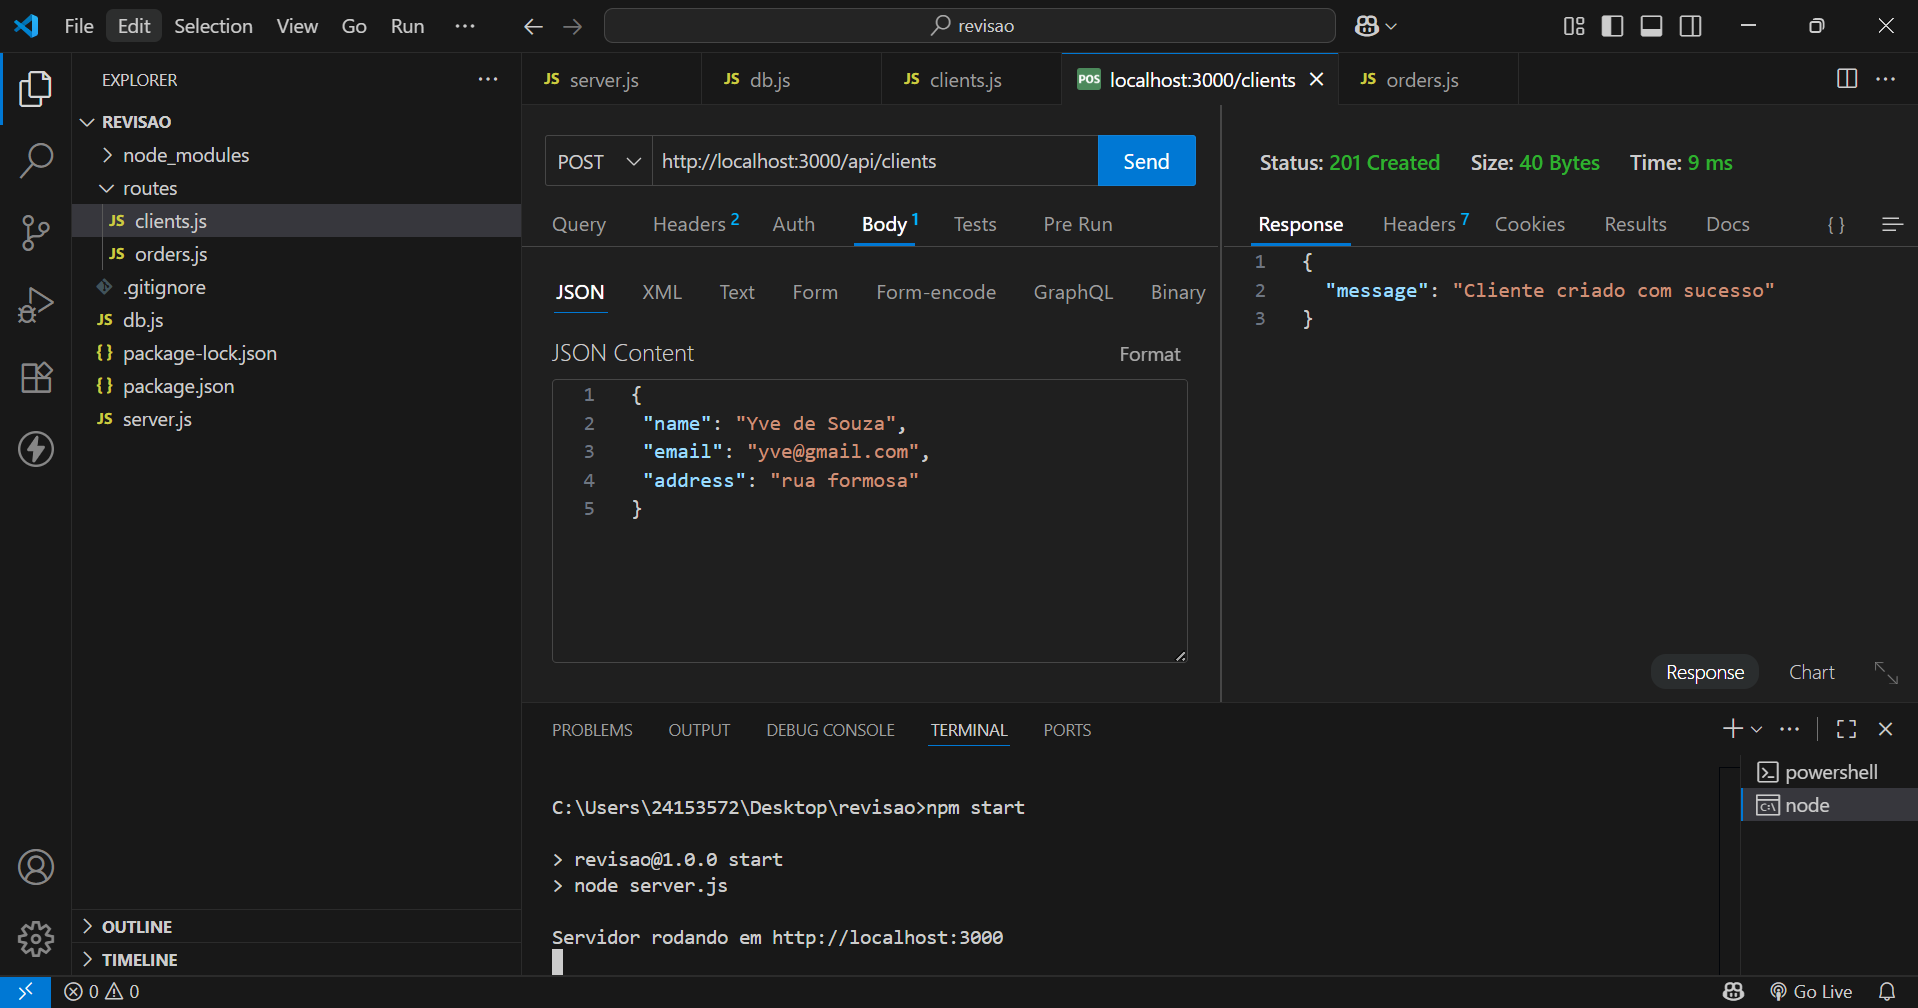 File Edit Selection View Go Run ··· revisao
EXPLORER ···
REVISAO
node_modules
routes
JS clients.js
JS orders.js
.gitignore
JS db.js
{} package-lock.json
{} package.json
JS server.js
OUTLINE
TIMELINE
JS server.js JS db.js JS clients.js POS localhost:3000/clients JS orders.js
POST http://localhost:3000/api/clients Send
Query Headers 2 Auth Body 1 Tests Pre Run
JSON XML Text Form Form-encode GraphQL Binary
JSON Content Format
1 {
2 "name": "Yve de Souza",
3 "email": "yve@gmail.com",
4 "address": "rua formosa"
5 }
Status: 201 Created Size: 40 Bytes Time: 9 ms
Response Headers 7 Cookies Results Docs { }
1 {
2 "message": "Cliente criado com sucesso"
3 }
Response Chart
PROBLEMS OUTPUT DEBUG CONSOLE TERMINAL PORTS
C:\Users\24153572\Desktop\revisao>npm start
> revisao@1.0.0 start
> node server.js
Servidor rodando em http://localhost:3000
powershell
node
0 0 Go Live